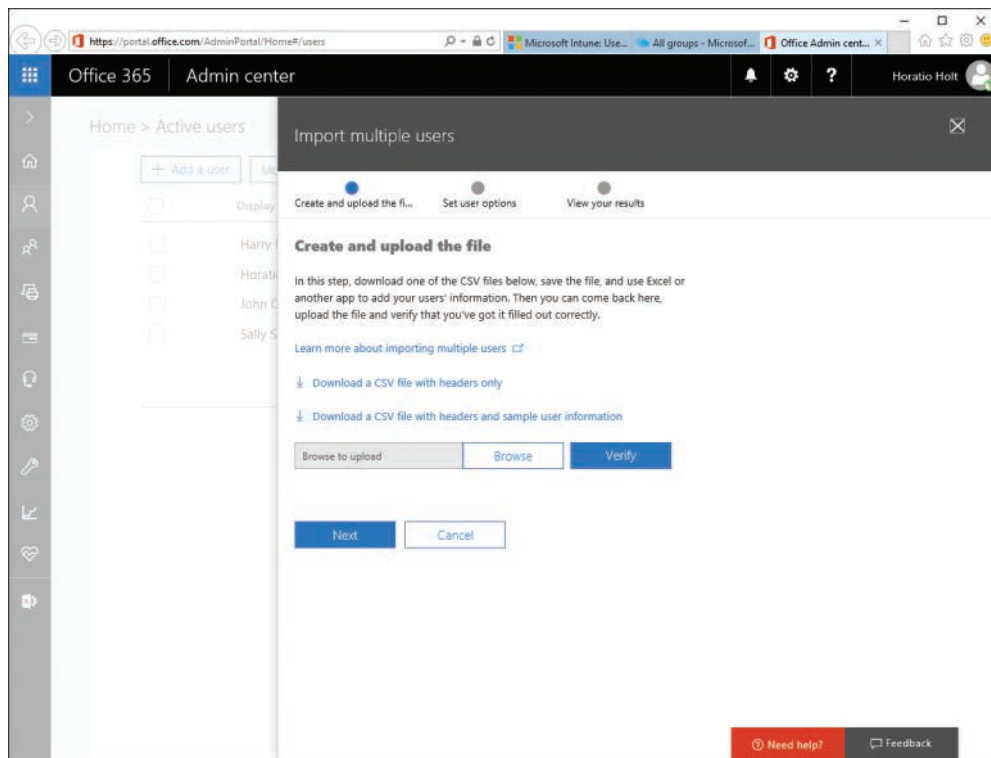 https://portal.office.com/AdminPortal/Home#/users
Microsoft Intune: Use...
All groups - Microsof...
Office Admin cent...
Office 365
Admin center
?
Horatio Holt
Home > Active users
+ Add a user
Display
Harry
Horati
John C
Sally S
Import multiple users
Create and upload the fi...
Set user options
View your results
Create and upload the file
In this step, download one of the CSV files below, save the file, and use Excel or
another app to add your users' information. Then you can come back here,
upload the file and verify that you've got it filled out correctly.
Learn more about importing multiple users
Download a CSV file with headers only
Download a CSV file with headers and sample user information
Browse to upload
Browse
Verify
Next
Cancel
Need help?
Feedback